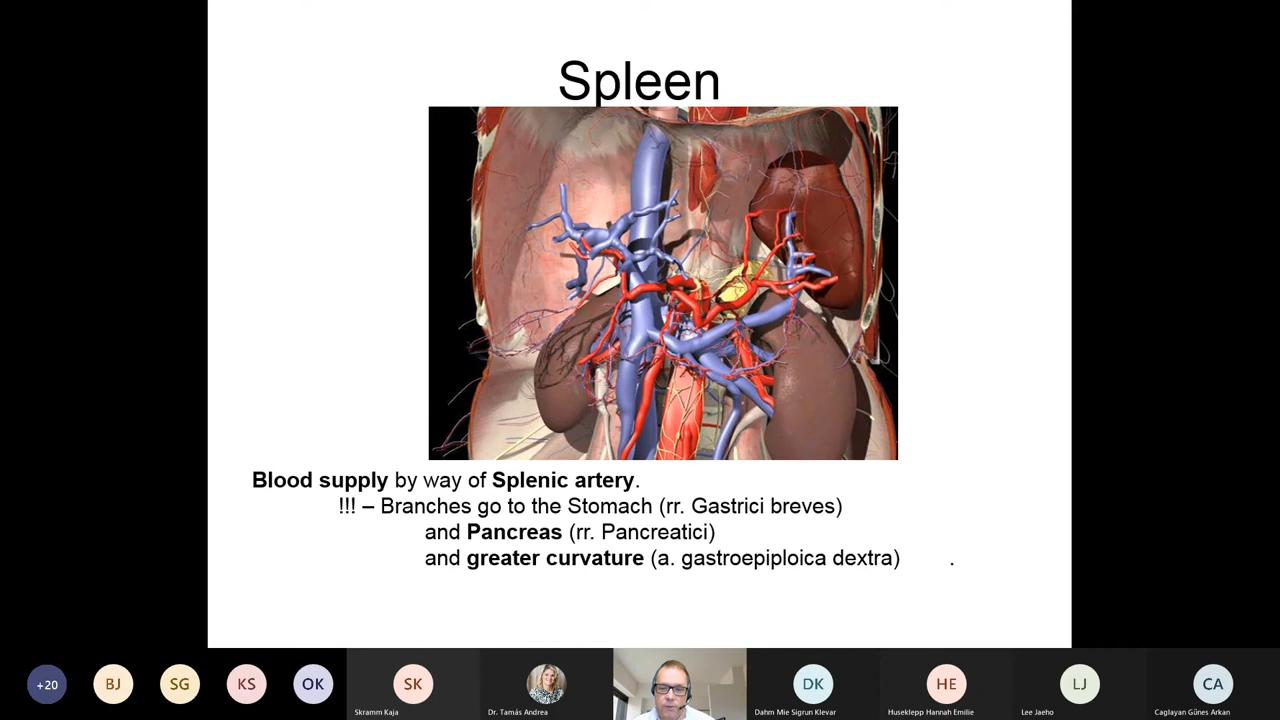 Spleen
Blood supply by way of Splenic artery.
!!! – Branches go to the Stomach (rr. Gastrici breves)
and Pancreas (rr. Pancreatici)
and greater curvature (a. gastroepiploica dextra) .
+20 BJ SG KS OK SK DK HE LJ CA
Skramm Kaja Dr. Tamás Andrea Dahm Mie Sigrun Klevar Huseklepp Hannah Emilie Lee Jaeho Caglayan Günes Arkan